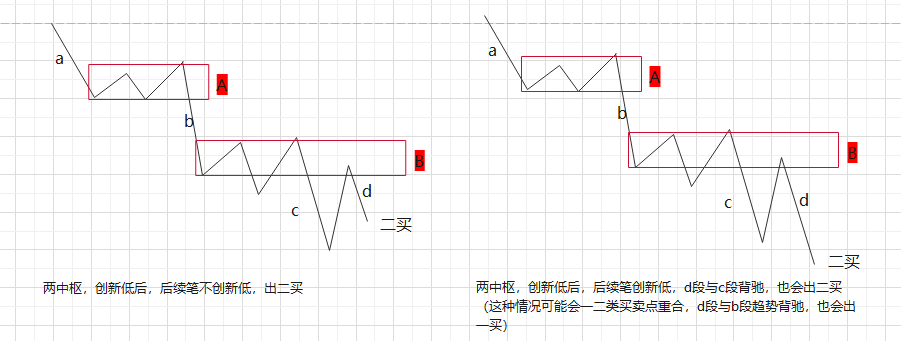 a
A
b
B
c
d
二买
两中枢，创新低后，后续笔不创新低，出二买
a
A
b
B
c
d
二买
两中枢，创新低后，后续笔创新低，d段与c段背驰，也会出二买
（这种情况可能会一二类买卖点重合，d段与b段趋势背驰，也会出
一买）